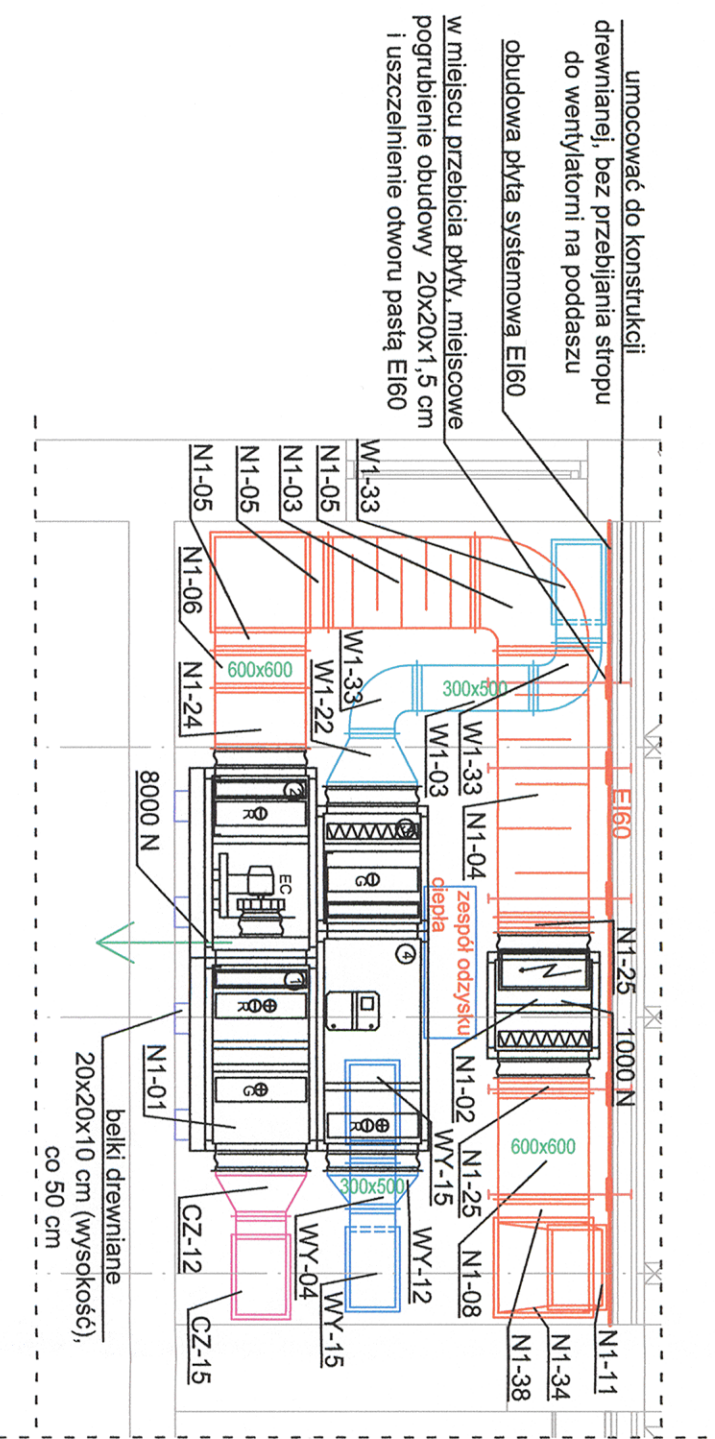 umocować do konstrukcji
drewnianej, bez przebijania stropu
do wentylatorni na poddaszu
obudowa płytą systemową EI60
w miejscu przebicia płyty, miejscowe
pogrubienie obudowy 20x20x1,5 cm
i uszczelnienie otworu pastą EI60
W1-33
N1-05
N1-03
N1-05
N1-05
N1-06
N1-24
600x600
W1-33
W1-22
300x500
W1-03
W1-33
N1-04
EI60
N1-25
1000 N
N1-02
N1-25
600x600
N1-08
N1-38
N1-34
N1-11
zespół odzysku
ciepła
8000 N
EC
2
R
G
4
1
R
G
R
N1-01
WY-15
300x500
WY-12
WY-04
WY-15
CZ-12
CZ-15
belki drewniane
20x20x10 cm (wysokość),
co 50 cm